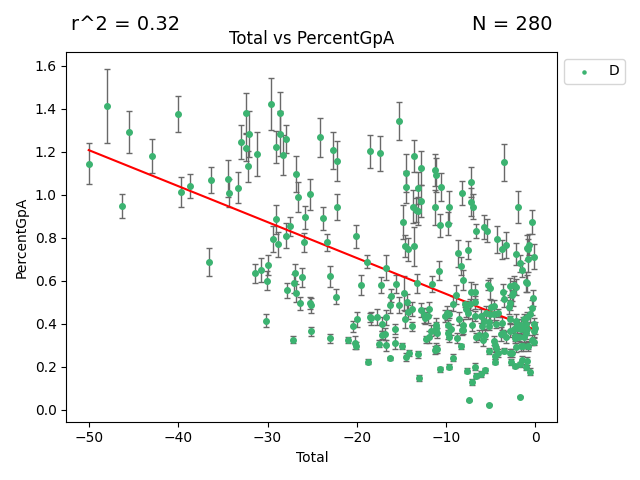 r^2 = 0.32 N = 280
Total vs PercentGpA
D
1.6
1.4
1.2
1.0
0.8
0.6
0.4
0.2
0.0
PercentGpA
−50 −40 −30 −20 −10 0
Total